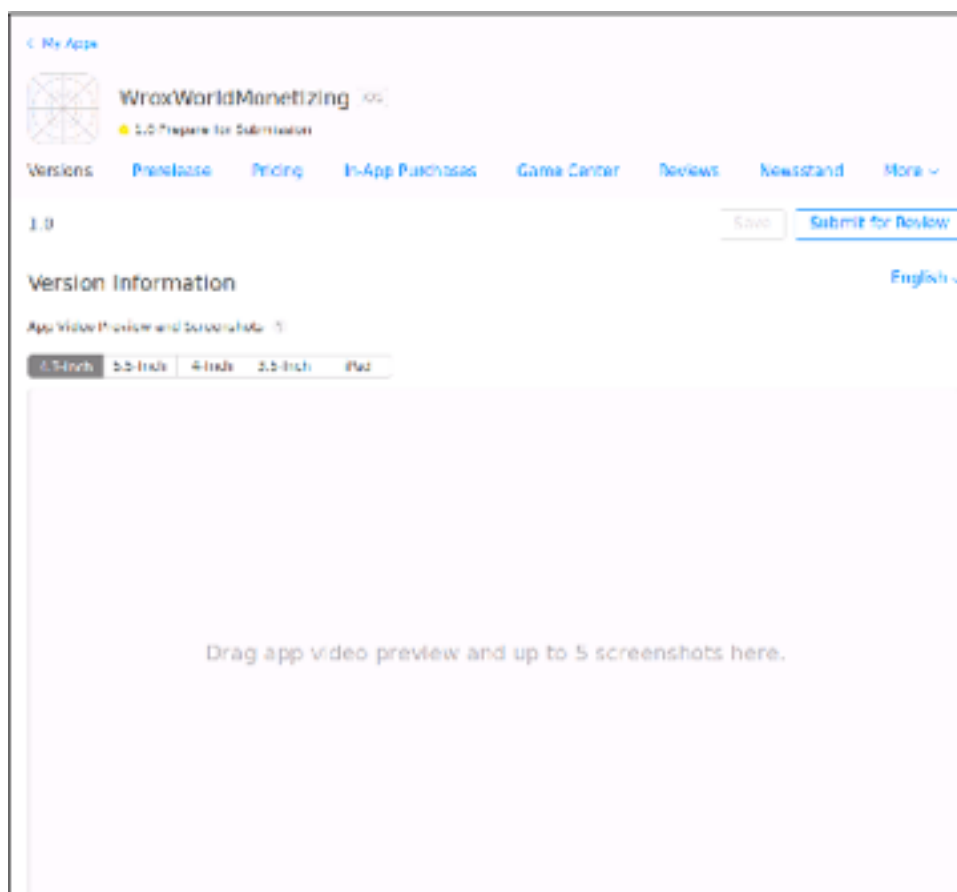 My Apps
WroxWorldMonetizing iOS
1.0 Prepare for Submission
Versions Prerelease Pricing In-App Purchases Game Center Reviews Newsstand More
1.0 Save Submit for Review
Version Information English
App Video Preview and Screenshots ?
4.7-Inch 5.5-Inch 4-Inch 3.5-Inch iPad
Drag app video preview and up to 5 screenshots here.